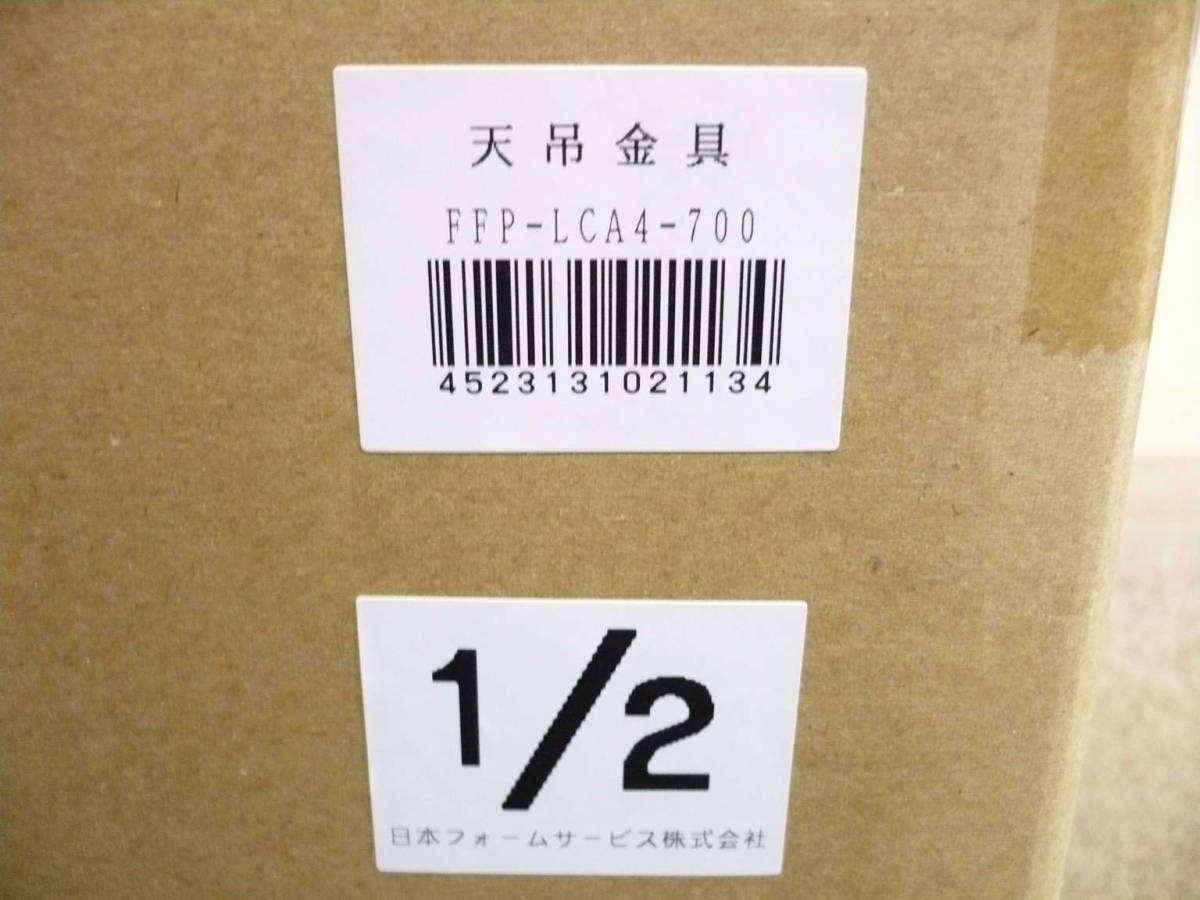 天吊金具
FFP-LCA4-700
4523131021134
1/2
日本フォームサービス株式会社